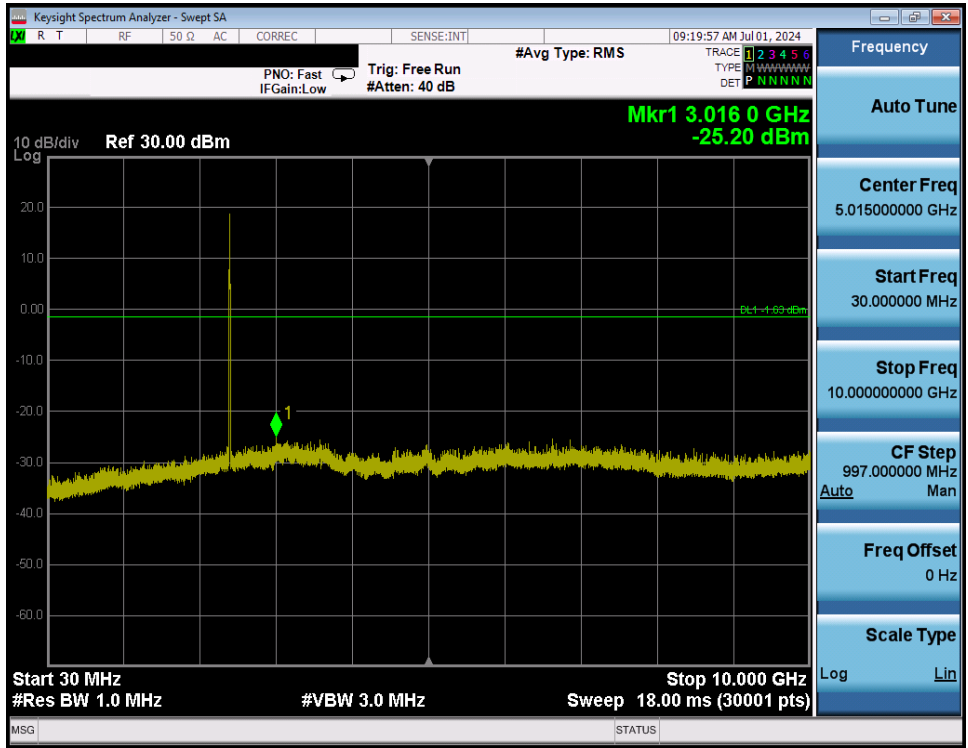 Keysight Spectrum Analyzer - Swept SA
LXI R T RF 50 Ω AC CORREC SENSE:INT 09:19:57 AM Jul 01, 2024
PNO: Fast
IFGain:Low
Trig: Free Run
#Atten: 40 dB
#Avg Type: RMS
TRACE 1 2 3 4 5 6
TYPE M WWWWW
DET P N N N N N
Mkr1 3.016 0 GHz
-25.20 dBm
10 dB/div
Log
Ref 30.00 dBm
20.0
10.0
0.00
DL1 -1.63 dBm
-10.0
-20.0
1
-30.0
-40.0
-50.0
-60.0
Start 30 MHz
Stop 10.000 GHz
#Res BW 1.0 MHz
#VBW 3.0 MHz
Sweep 18.00 ms (30001 pts)
MSG
STATUS
Frequency
Auto Tune
Center Freq
5.015000000 GHz
Start Freq
30.000000 MHz
Stop Freq
10.000000000 GHz
CF Step
997.000000 MHz
Auto Man
Freq Offset
0 Hz
Scale Type
Log Lin